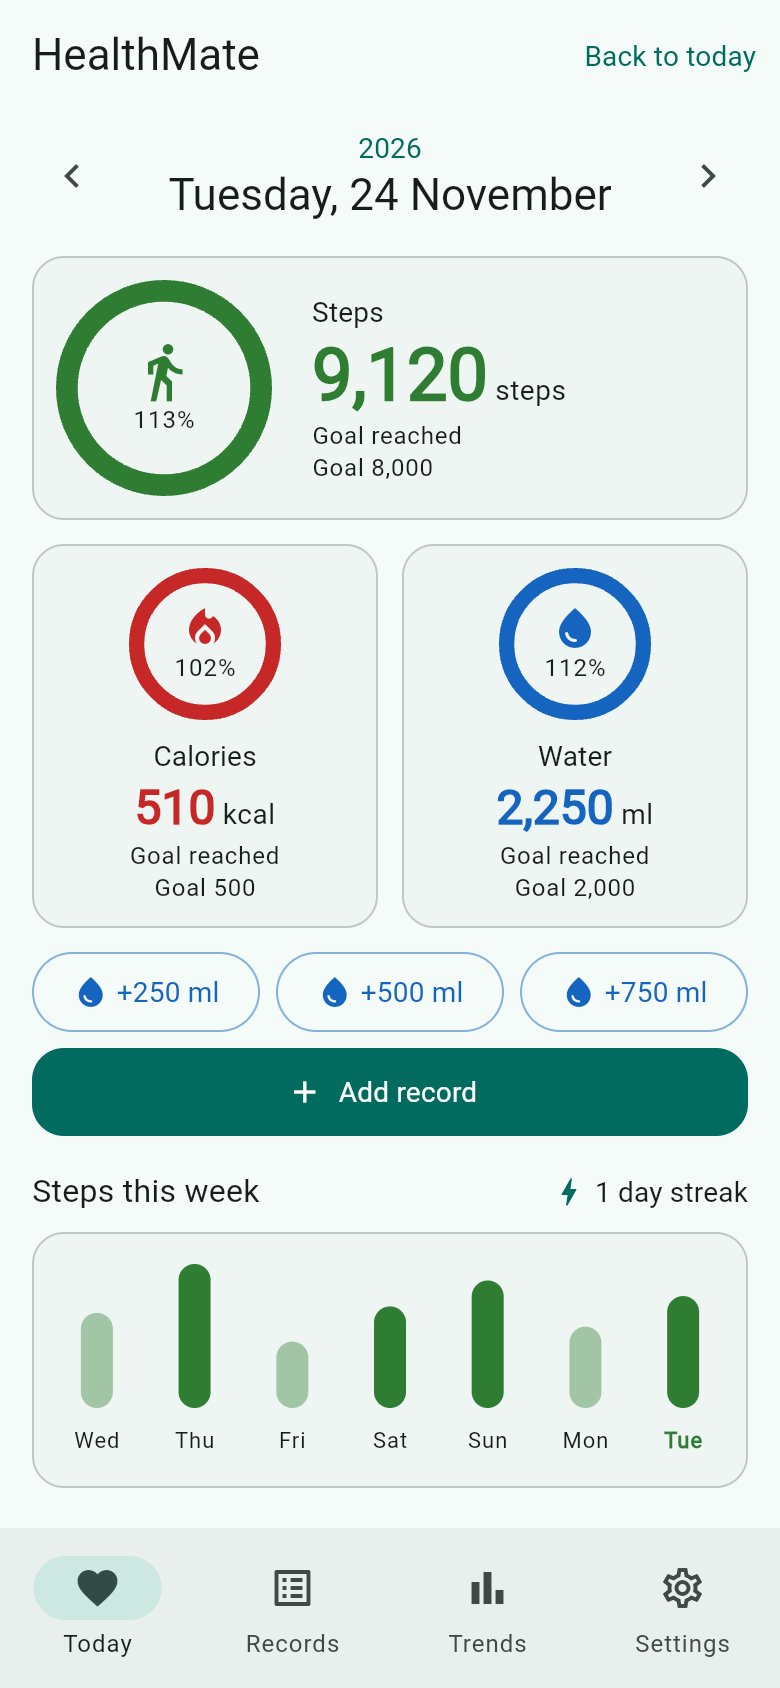 HealthMate
Back to today
2026
Tuesday, 24 November
113%
Steps
9,120 steps
Goal reached
Goal 8,000
102%
Calories
510 kcal
Goal reached
Goal 500
112%
Water
2,250 ml
Goal reached
Goal 2,000
+250 ml
+500 ml
+750 ml
Add record
Steps this week
1 day streak
Wed
Thu
Fri
Sat
Sun
Mon
Tue
Today
Records
Trends
Settings